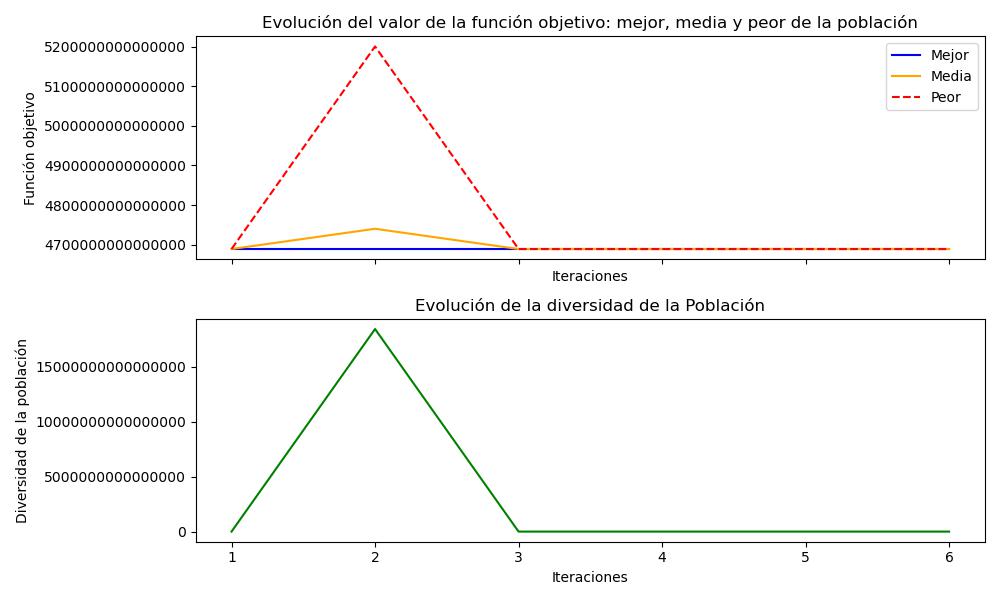 Evolución del valor de la función objetivo: mejor, media y peor de la población
5200000000000000
5100000000000000
5000000000000000
4900000000000000
4800000000000000
4700000000000000
Función objetivo
Mejor
Media
Peor
Iteraciones
Evolución de la diversidad de la Población
15000000000000000
10000000000000000
5000000000000000
0
Diversidad de la población
1 2 3 4 5 6
Iteraciones